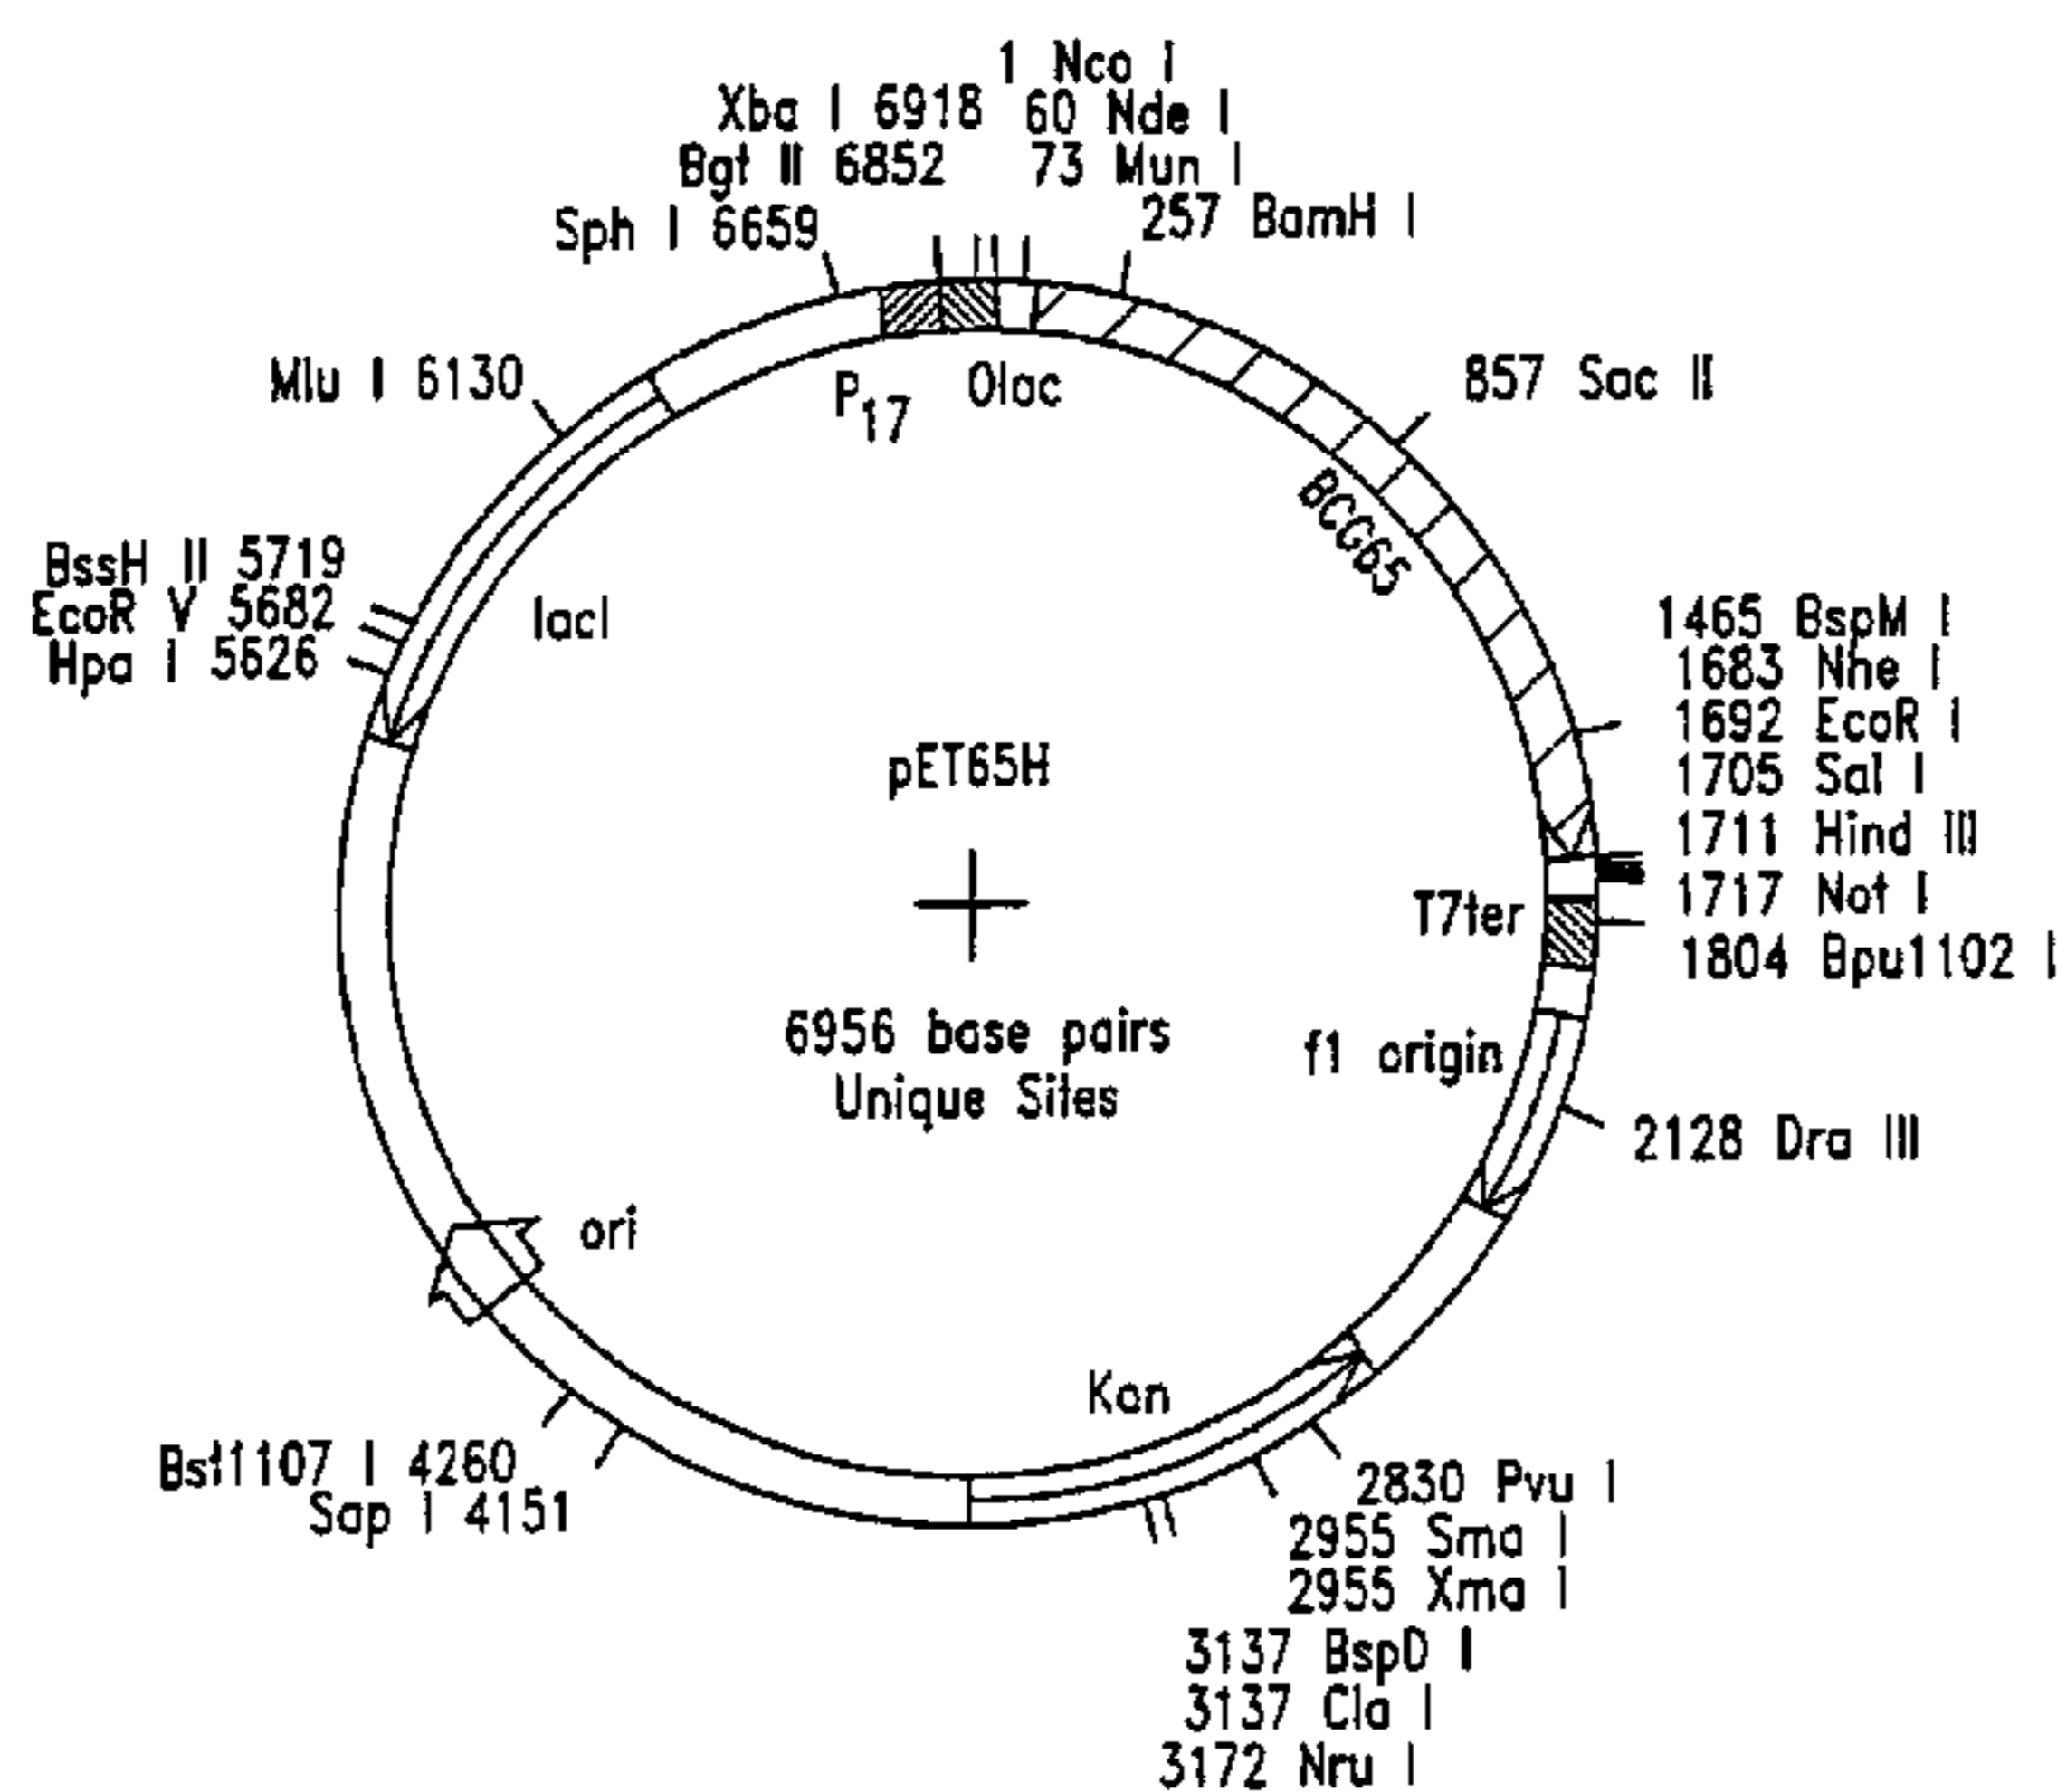 1 Nco I
Xba I 6918
60 Nde I
Bgt II 6852
73 Mun I
Sph I 6659
257 BamH I
Mlu I 6130
P17
Olac
857 Sac II
BCG65
BssH II 5719
EcoR V 5682
Hpa I 5626
lacI
1465 BspM I
1683 Nhe I
1692 EcoR I
1705 Sal I
1711 Hind III
1717 Not I
1804 Bpu1102 I
pET65H
T7ter
6956 base pairs
Unique Sites
f1 origin
2128 Dra III
ori
Kan
Bst1107 I 4260
Sap I 4151
2830 Pvu I
2955 Sma I
2955 Xma I
3137 BspD I
3137 Cla I
3172 Nru I